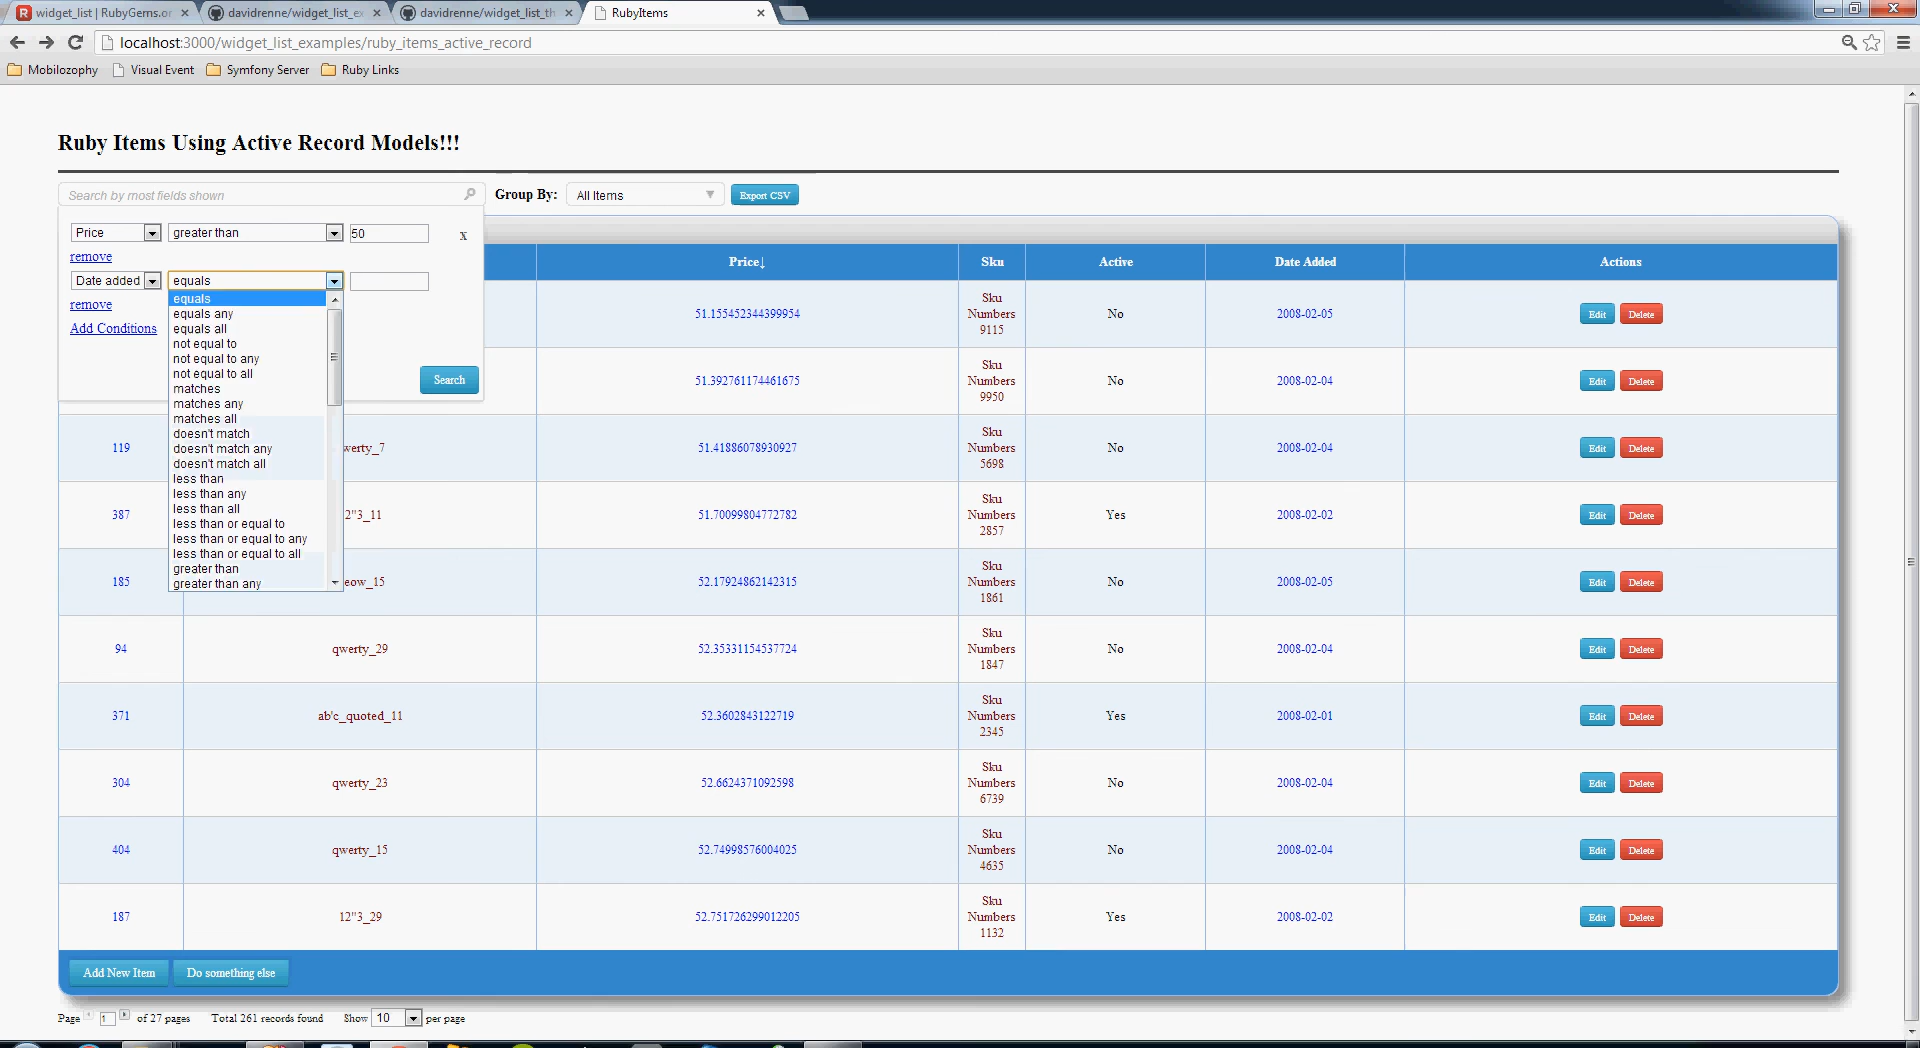 widget_list | RubyGems.or
davidrenne/widget_list_ex
davidrenne/widget_list_th
RubyItems
localhost:3000/widget_list_examples/ruby_items_active_record
Mobilozophy Visual Event Symfony Server Ruby Links
Ruby Items Using Active Record Models!!!
Search by most fields shown
Group By: All Items Export CSV
Price greater than 50 x
remove
Date added equals
remove
Add Conditions
Search
equals
equals any
equals all
not equal to
not equal to any
not equal to all
matches
matches any
matches all
doesn't match
doesn't match any
doesn't match all
less than
less than any
less than all
less than or equal to
less than or equal to any
less than or equal to all
greater than
greater than any
Price↓ Sku Active Date Added Actions
51.155452344399954 Sku Numbers 9115 No 2008-02-05 Edit Delete
51.392761174461675 Sku Numbers 9950 No 2008-02-04 Edit Delete
119 werty_7 51.41886078930927 Sku Numbers 5698 No 2008-02-04 Edit Delete
387 2"3_11 51.70099804772782 Sku Numbers 2857 Yes 2008-02-02 Edit Delete
185 eow_15 52.17924862142315 Sku Numbers 1861 No 2008-02-05 Edit Delete
94 qwerty_29 52.35331154537724 Sku Numbers 1847 No 2008-02-04 Edit Delete
371 ab'c_quoted_11 52.3602843122719 Sku Numbers 2345 Yes 2008-02-01 Edit Delete
304 qwerty_23 52.6624371092598 Sku Numbers 6739 No 2008-02-04 Edit Delete
404 qwerty_15 52.74998576004025 Sku Numbers 4635 No 2008-02-04 Edit Delete
187 12"3_29 52.751726299012205 Sku Numbers 1132 Yes 2008-02-02 Edit Delete
Add New Item Do something else
Page 1 of 27 pages Total 261 records found Show 10 per page